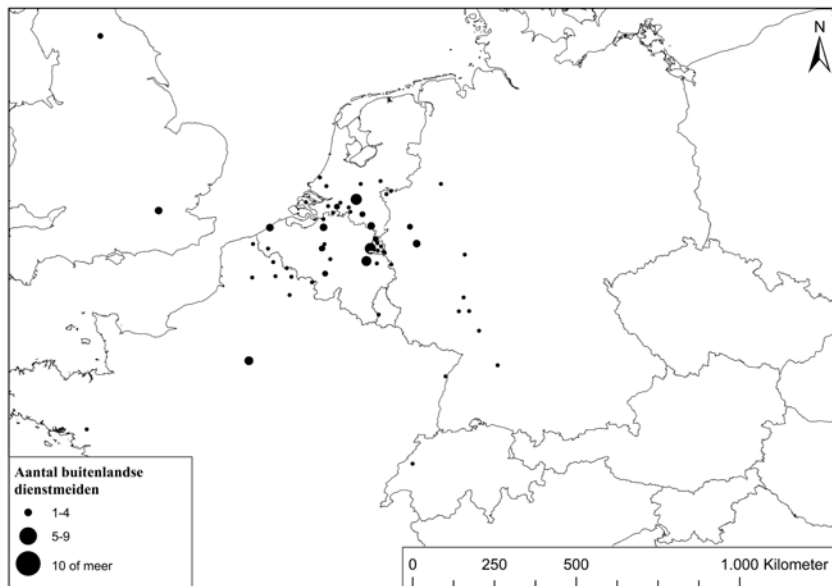 N
Aantal buitenlandse
dienstmeiden
1-4
5-9
10 of meer
0 250 500 1.000 Kilometer